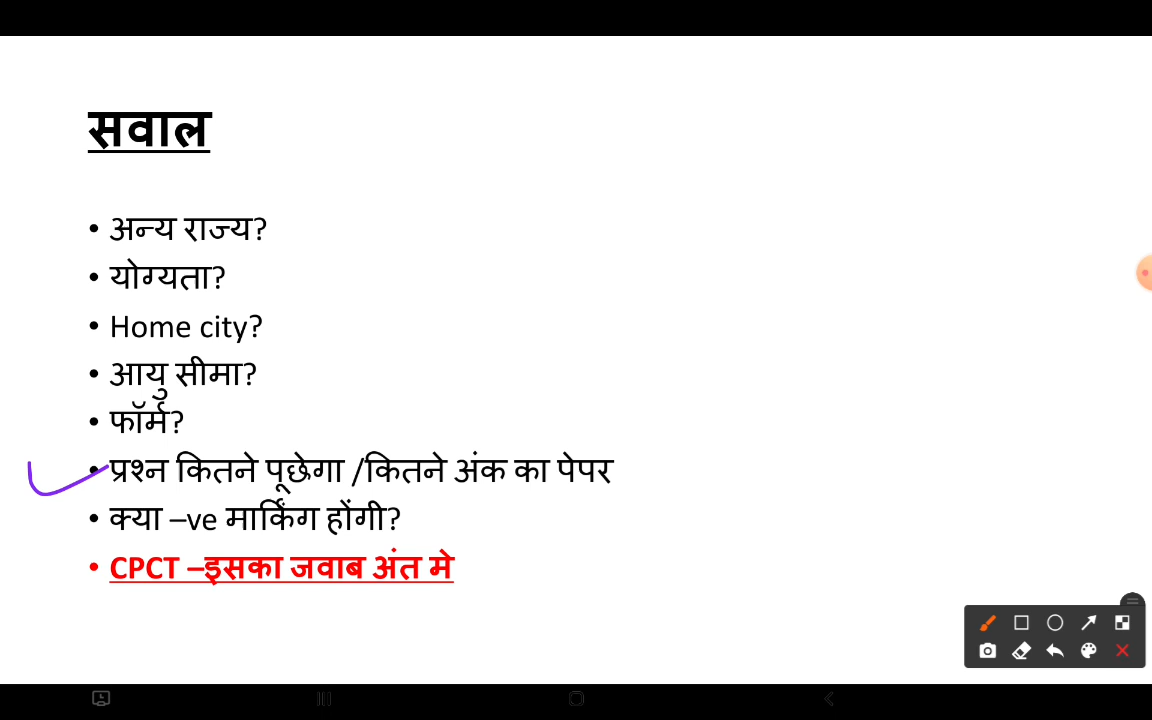 सवाल
• अन्य राज्य?
• योग्यता?
• Home city?
• आयु सीमा?
• फॉर्म?
• प्रश्न कितने पूछेगा /कितने अंक का पेपर
• क्या –ve मार्किंग होंगी?
• CPCT –इसका जवाब अंत मे